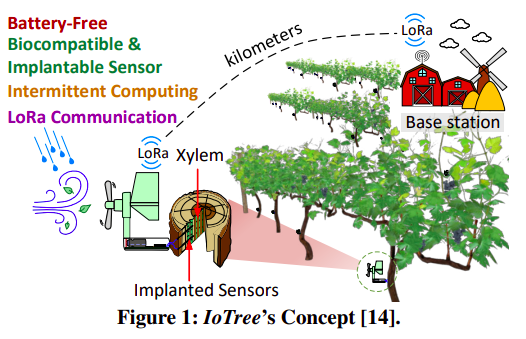 Battery-Free
Biocompatible &
Implantable Sensor
Intermittent Computing
LoRa Communication
kilometers
LoRa
Base station
LoRa
Xylem
Implanted Sensors
Figure 1: IoTree's Concept [14].